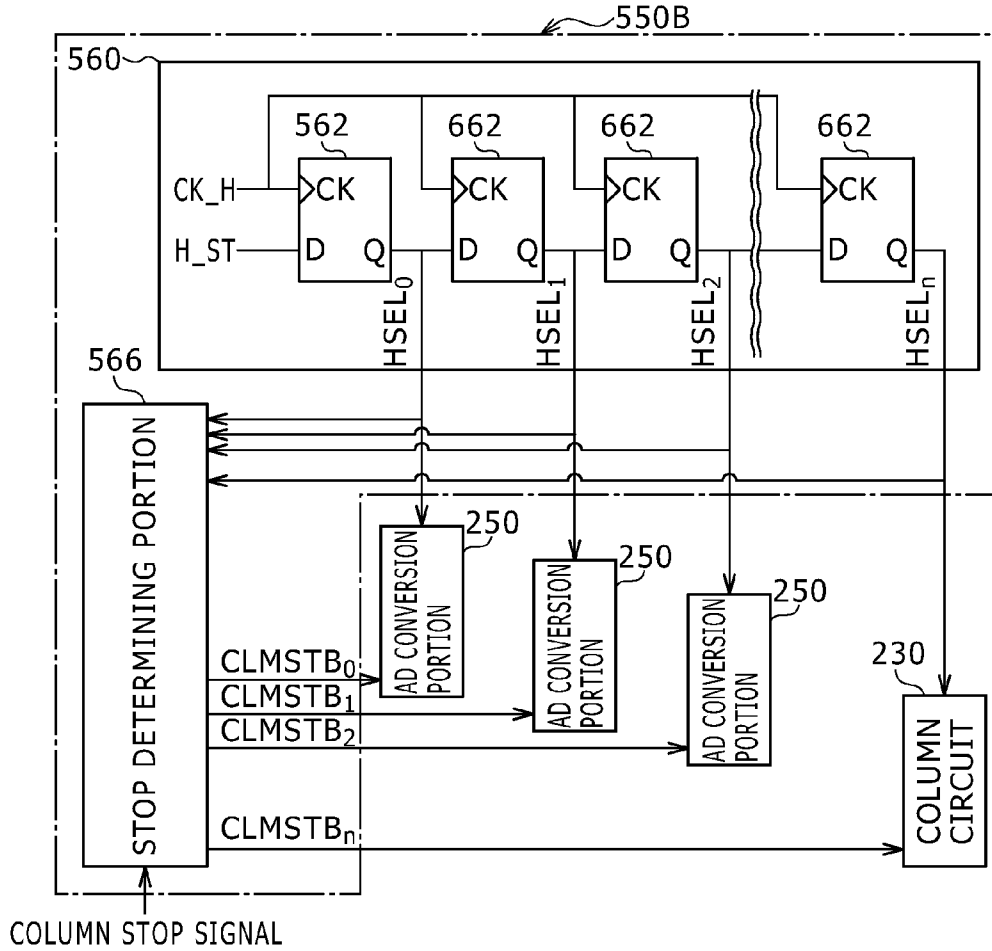 550B
560
562
662
662
662
CK_H
CK
CK
CK
CK
H_ST
D Q
D Q
D Q
D Q
HSEL₀
HSEL₁
HSEL₂
HSELₙ
566
STOP DETERMINING PORTION
250
AD CONVERSION
PORTION
250
AD CONVERSION
PORTION
250
AD CONVERSION
PORTION
230
COLUMN
CIRCUIT
CLMSTB₀
CLMSTB₁
CLMSTB₂
CLMSTBₙ
COLUMN STOP SIGNAL